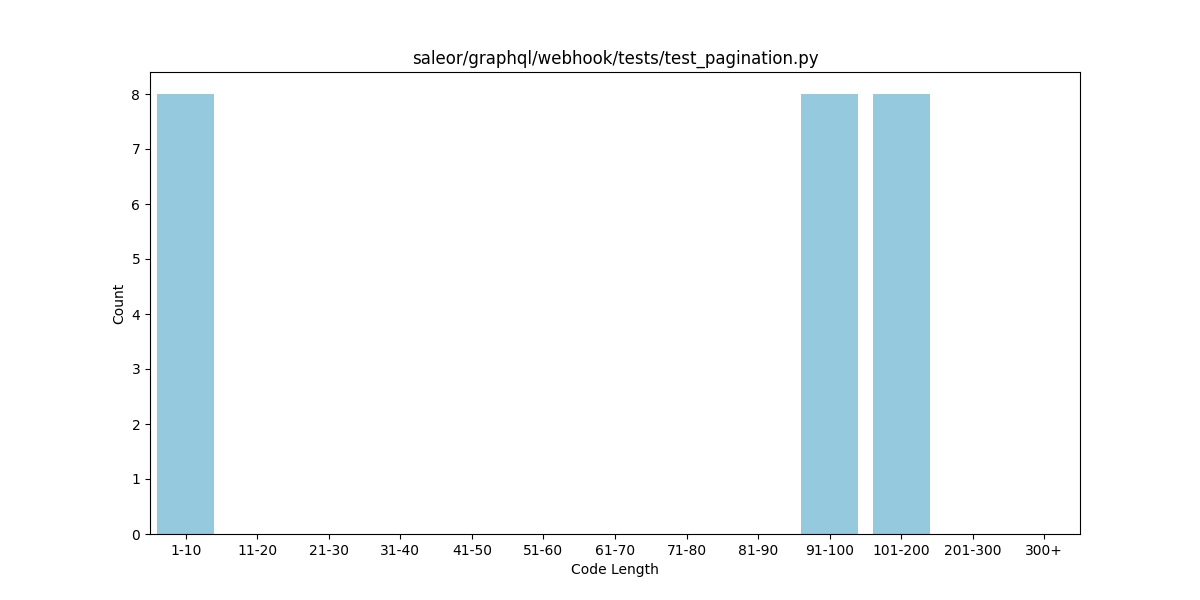 saleor/graphql/webhook/tests/test_pagination.py
8
7
6
5
4
3
2
1
0
Count
1-10 11-20 21-30 31-40 41-50 51-60 61-70 71-80 81-90 91-100 101-200 201-300 300+
Code Length